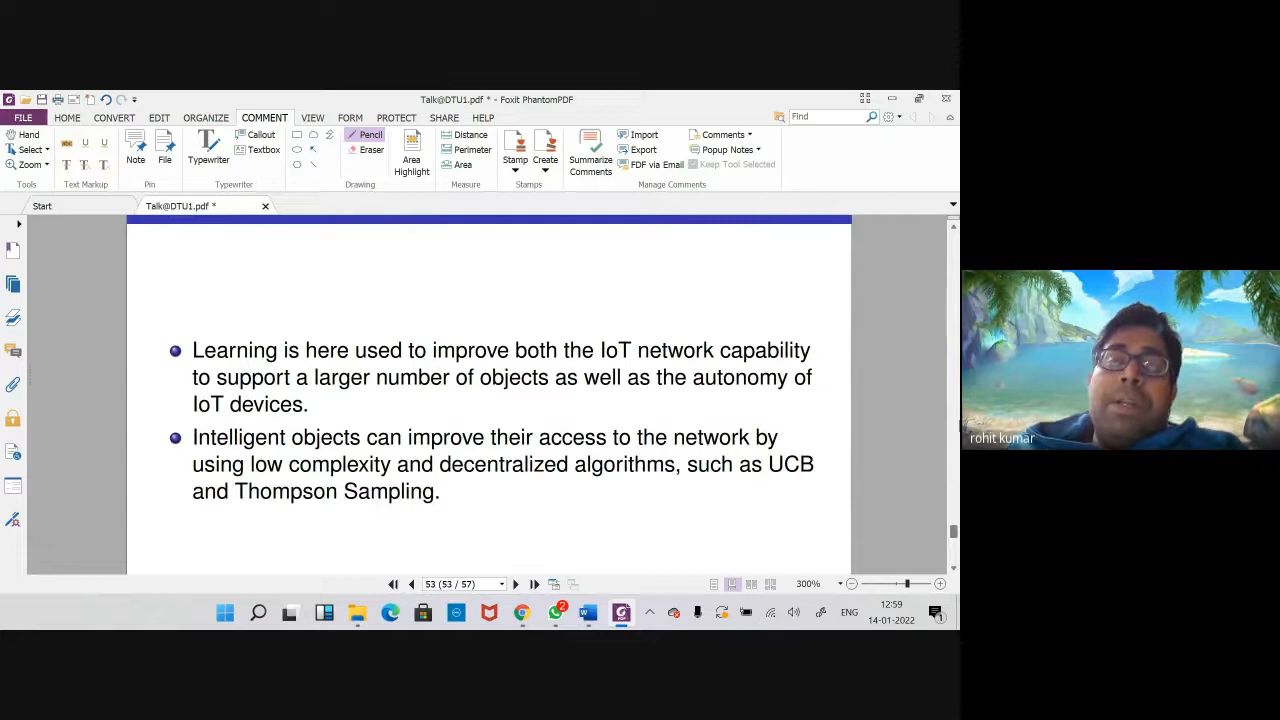 Talk@DTU1.pdf * - Foxit PhantomPDF
FILE HOME CONVERT EDIT ORGANIZE COMMENT VIEW FORM PROTECT SHARE HELP
Find
Hand
Select
Zoom
Tools
Text Markup
Note
File
Pin
Typewriter
Callout
Textbox
Typewriter
Pencil
Eraser
Drawing
Area
Highlight
Distance
Perimeter
Area
Measure
Stamp
Create
Stamps
Summarize
Comments
Import
Export
FDF via Email
Comments
Popup Notes
Keep Tool Selected
Manage Comments
Start
Talk@DTU1.pdf *
Learning is here used to improve both the IoT network capability
to support a larger number of objects as well as the autonomy of
IoT devices.
Intelligent objects can improve their access to the network by
using low complexity and decentralized algorithms, such as UCB
and Thompson Sampling.
rohit kumar
53 (53 / 57)
300%
2
ENG
12:59
14-01-2022
1